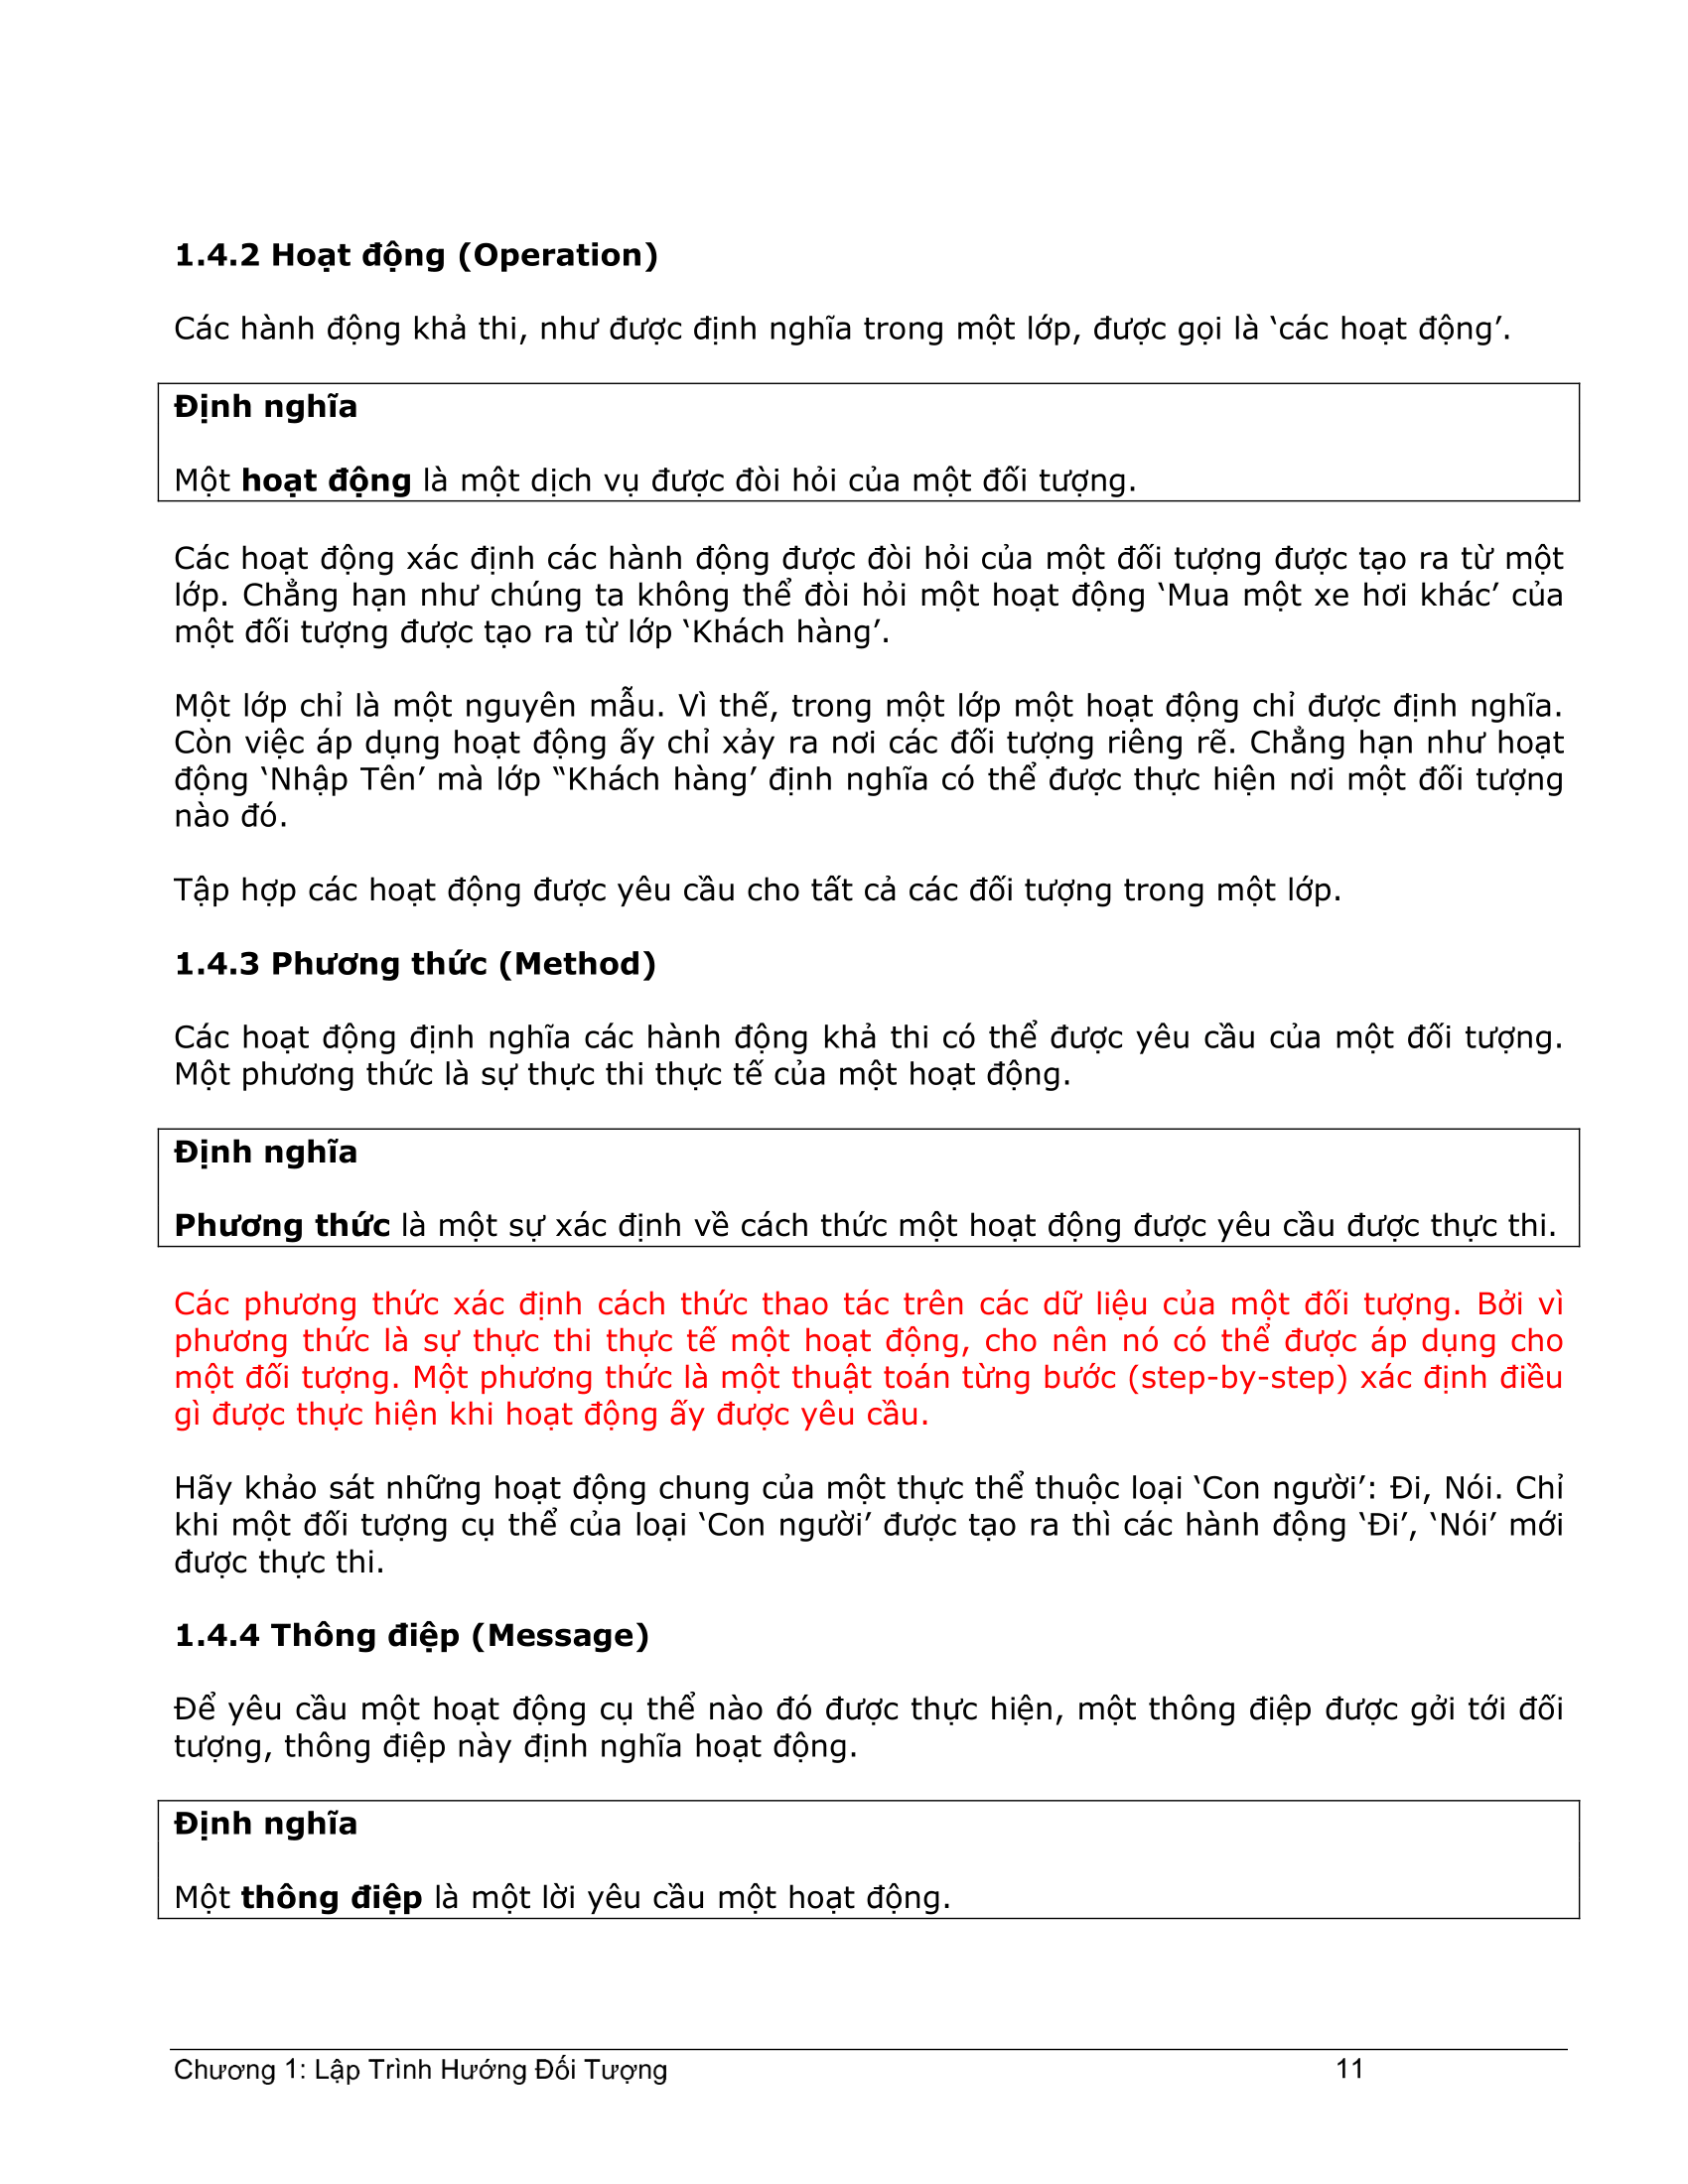 1.4.2 Hoạt động (Operation)
Các hành động khả thi, như được định nghĩa trong một lớp, được gọi là ‘các hoạt động’.
Định nghĩa
Một hoạt động là một dịch vụ được đòi hỏi của một đối tượng.
Các hoạt động xác định các hành động được đòi hỏi của một đối tượng được tạo ra từ một
lớp. Chẳng hạn như chúng ta không thể đòi hỏi một hoạt động ‘Mua một xe hơi khác’ của
một đối tượng được tạo ra từ lớp ‘Khách hàng’.
Một lớp chỉ là một nguyên mẫu. Vì thế, trong một lớp một hoạt động chỉ được định nghĩa.
Còn việc áp dụng hoạt động ấy chỉ xảy ra nơi các đối tượng riêng rẽ. Chẳng hạn như hoạt
động ‘Nhập Tên’ mà lớp “Khách hàng’ định nghĩa có thể được thực hiện nơi một đối tượng
nào đó.
Tập hợp các hoạt động được yêu cầu cho tất cả các đối tượng trong một lớp.
1.4.3 Phương thức (Method)
Các hoạt động định nghĩa các hành động khả thi có thể được yêu cầu của một đối tượng.
Một phương thức là sự thực thi thực tế của một hoạt động.
Định nghĩa
Phương thức là một sự xác định về cách thức một hoạt động được yêu cầu được thực thi.
Các phương thức xác định cách thức thao tác trên các dữ liệu của một đối tượng. Bởi vì
phương thức là sự thực thi thực tế một hoạt động, cho nên nó có thể được áp dụng cho
một đối tượng. Một phương thức là một thuật toán từng bước (step-by-step) xác định điều
gì được thực hiện khi hoạt động ấy được yêu cầu.
Hãy khảo sát những hoạt động chung của một thực thể thuộc loại ‘Con người’: Đi, Nói. Chỉ
khi một đối tượng cụ thể của loại ‘Con người’ được tạo ra thì các hành động ‘Đi’, ‘Nói’ mới
được thực thi.
1.4.4 Thông điệp (Message)
Để yêu cầu một hoạt động cụ thể nào đó được thực hiện, một thông điệp được gởi tới đối
tượng, thông điệp này định nghĩa hoạt động.
Định nghĩa
Một thông điệp là một lời yêu cầu một hoạt động.
Chương 1: Lập Trình Hướng Đối Tượng 11